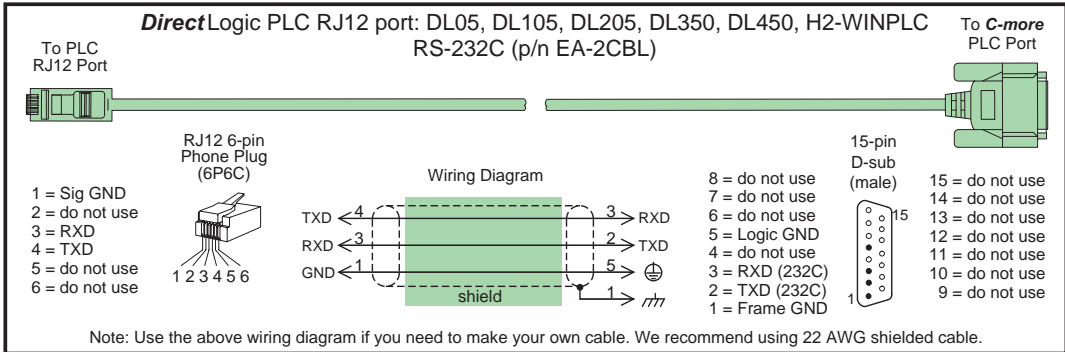 DirectLogic PLC RJ12 port: DL05, DL105, DL205, DL350, DL450, H2-WINPLC
RS-232C (p/n EA-2CBL)
To PLC
RJ12 Port
To C-more
PLC Port
RJ12 6-pin
Phone Plug
(6P6C)
1 = Sig GND
2 = do not use
3 = RXD
4 = TXD
5 = do not use
6 = do not use
1 2 3 4 5 6
Wiring Diagram
TXD 4 3 RXD
RXD 3 2 TXD
GND 1 5
1
shield
8 = do not use
7 = do not use
6 = do not use
5 = Logic GND
4 = do not use
3 = RXD (232C)
2 = TXD (232C)
1 = Frame GND
15-pin
D-sub
(male)
15
1
15 = do not use
14 = do not use
13 = do not use
12 = do not use
11 = do not use
10 = do not use
9 = do not use
Note: Use the above wiring diagram if you need to make your own cable. We recommend using 22 AWG shielded cable.